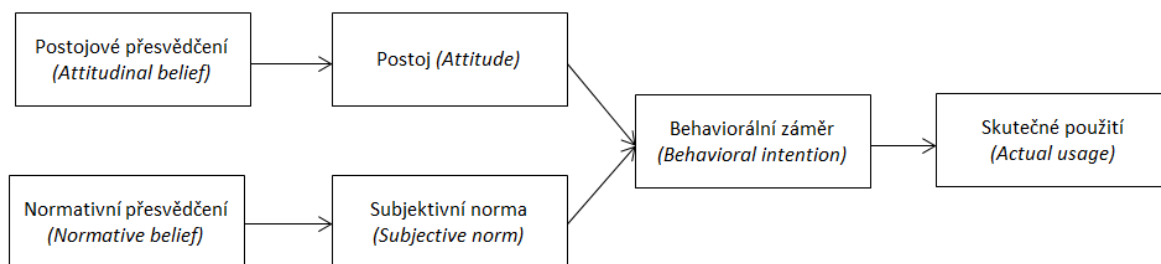 Postojové přesvědčení
(Attitudinal belief)
Postoj (Attitude)
Behaviorální záměr
(Behavioral intention)
Skutečné použití
(Actual usage)
Normativní přesvědčení
(Normative belief)
Subjektivní norma
(Subjective norm)